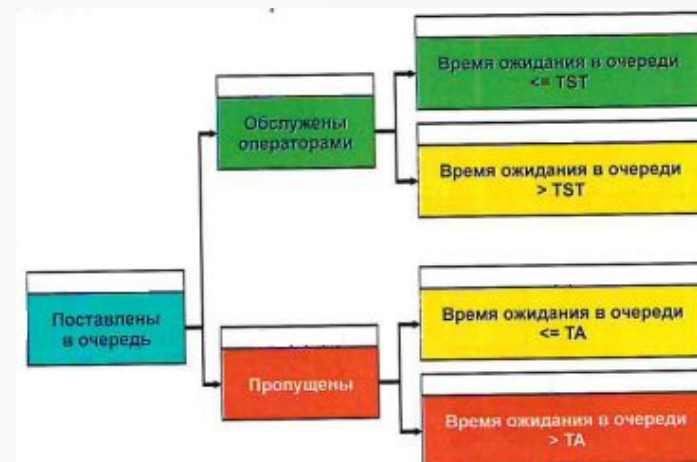 Время ожидания в очереди
<= TST
Обслужены
операторами
Время ожидания в очереди
> TST
Поставлены
в очередь
Время ожидания в очереди
<= TA
Пропущены
Время ожидания в очереди
> TA